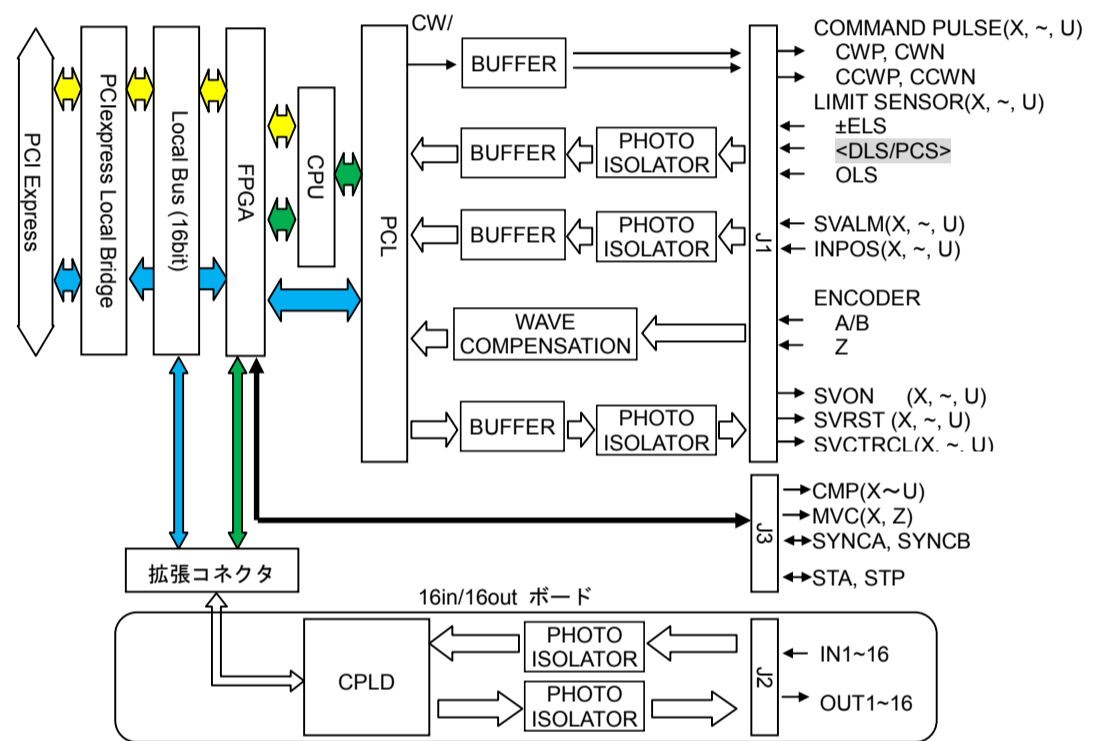 PCI Express
PCIexpress Local Bridge
Local Bus (16bit)
FPGA
CPU
PCL
CW/
BUFFER
BUFFER
PHOTO
ISOLATOR
BUFFER
PHOTO
ISOLATOR
WAVE
COMPENSATION
BUFFER
PHOTO
ISOLATOR
J1
COMMAND PULSE(X, ~, U)
CWP, CWN
CCWP, CCWN
LIMIT SENSOR(X, ~, U)
±ELS
<DLS/PCS>
OLS
SVALM(X, ~, U)
INPOS(X, ~, U)
ENCODER
A/B
Z
SVON (X, ~, U)
SVRST (X, ~, U)
SVCTRCL(X, ~, U)
J3
CMP(X～U)
MVC(X, Z)
SYNCA, SYNCB
STA, STP
拡張コネクタ
16in/16out ボード
CPLD
PHOTO
ISOLATOR
PHOTO
ISOLATOR
J2
IN1~16
OUT1~16